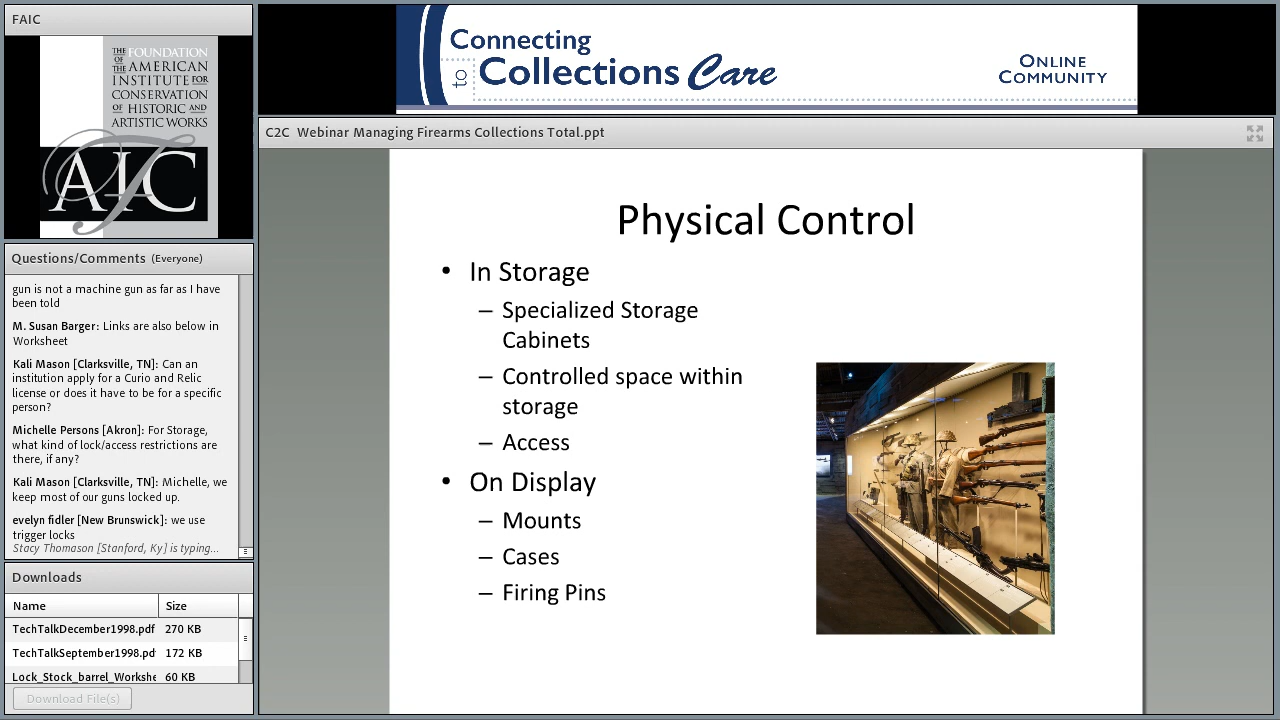 FAIC
THE FOUNDATION
OF THE AMERICAN
INSTITUTE FOR
CONSERVATION
OF HISTORIC AND
ARTISTIC WORKS
AIC
Questions/Comments (Everyone)
gun is not a machine gun as far as I have
been told
M. Susan Barger: Links are also below in
Worksheet
Kali Mason [Clarksville, TN]: Can an
institution apply for a Curio and Relic
license or does it have to be for a specific
person?
Michelle Persons [Akron]: For Storage,
what kind of lock/access restrictions are
there, if any?
Kali Mason [Clarksville, TN]: Michelle, we
keep most of our guns locked up.
evelyn fidler [New Brunswick]: we use
trigger locks
Stacy Thomason [Stanford, Ky] is typing...
Downloads
Name Size
TechTalkDecember1998.pdf 270 KB
TechTalkSeptember1998.pd 172 KB
Lock_Stock_barrel_Workshe 60 KB
Download File(s)
Connecting
to Collections Care
ONLINE
COMMUNITY
C2C Webinar Managing Firearms Collections Total.ppt
Physical Control
• In Storage
– Specialized Storage
Cabinets
– Controlled space within
storage
– Access
• On Display
– Mounts
– Cases
– Firing Pins